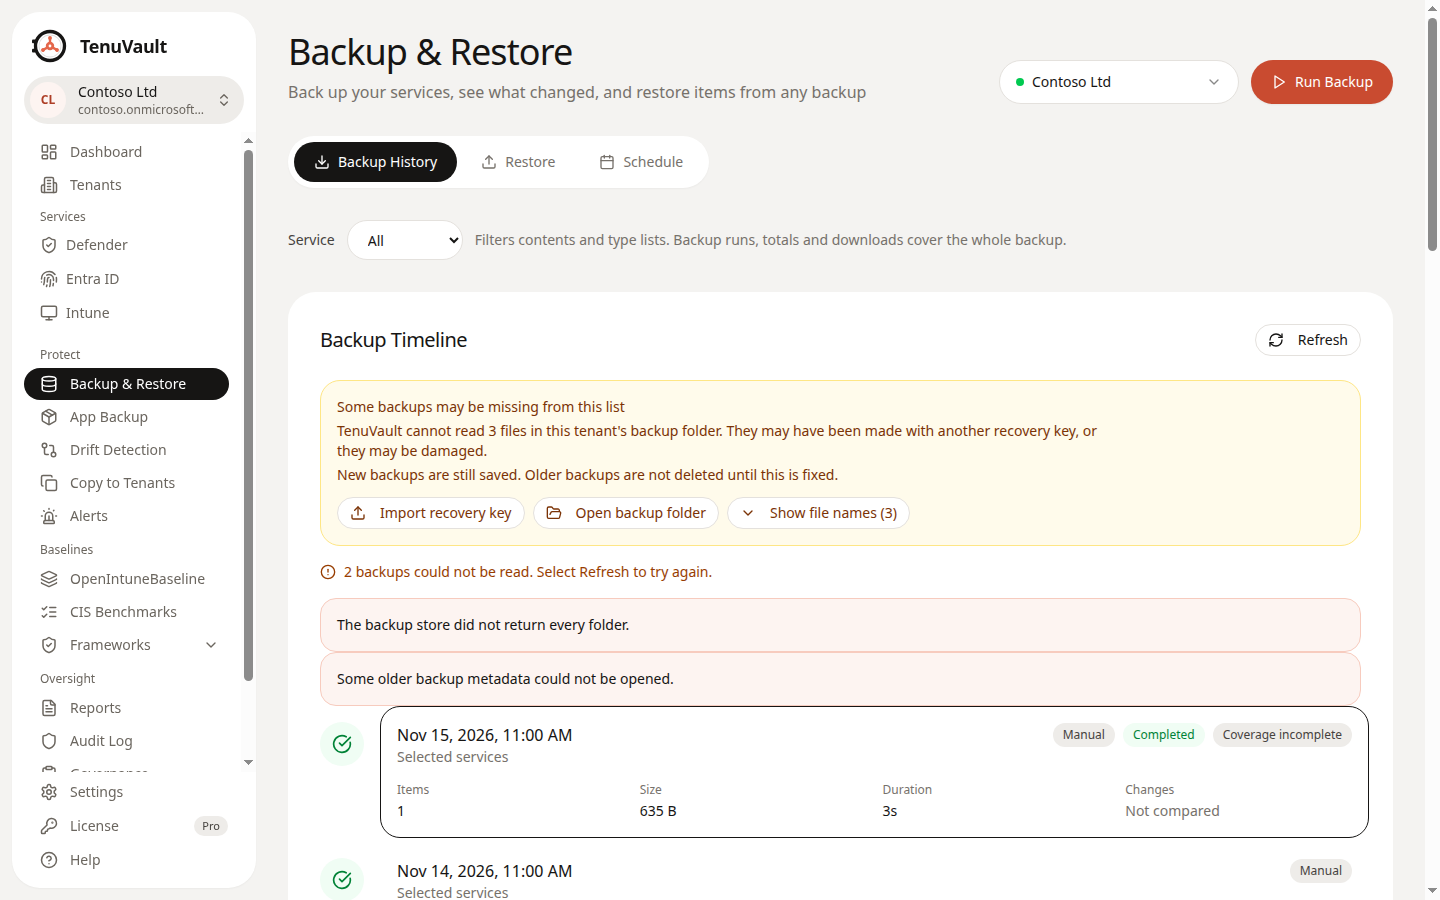 TenuVault
CL
Contoso Ltd
contoso.onmicrosoft...
Dashboard
Tenants
Services
Defender
Entra ID
Intune
Protect
Backup & Restore
App Backup
Drift Detection
Copy to Tenants
Alerts
Baselines
OpenIntuneBaseline
CIS Benchmarks
Frameworks
Oversight
Reports
Audit Log
Settings
License
Pro
Help
Backup & Restore
Back up your services, see what changed, and restore items from any backup
Contoso Ltd
Run Backup
Backup History
Restore
Schedule
Service
All
Filters contents and type lists. Backup runs, totals and downloads cover the whole backup.
Backup Timeline
Refresh
Some backups may be missing from this list
TenuVault cannot read 3 files in this tenant's backup folder. They may have been made with another recovery key, or
they may be damaged.
New backups are still saved. Older backups are not deleted until this is fixed.
Import recovery key
Open backup folder
Show file names (3)
2 backups could not be read. Select Refresh to try again.
The backup store did not return every folder.
Some older backup metadata could not be opened.
Nov 15, 2026, 11:00 AM
Manual
Completed
Coverage incomplete
Selected services
Items
Size
Duration
Changes
1
635 B
3s
Not compared
Nov 14, 2026, 11:00 AM
Manual
Selected services